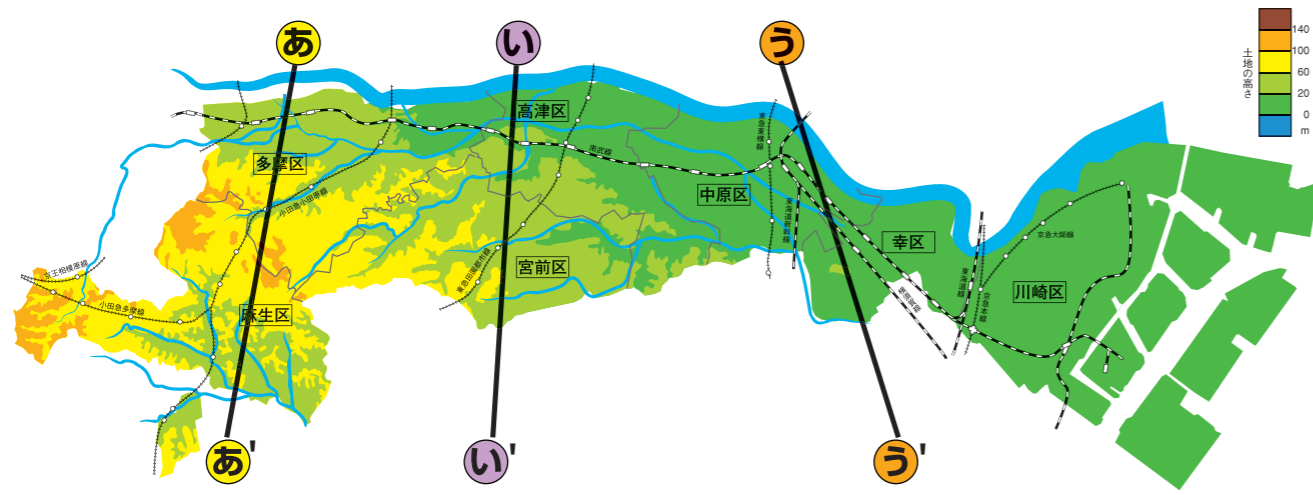 あ
い
う
140
100
60
20
0
m
土地の高さ
高津区
東急東横線
南武線
多摩区
中原区
小田急小田原線
東海道新幹線
幸区
京急大師線
宮前区
東急田園都市線
京王相模原線
東海道線
京急本線
川崎区
横須賀線
小田急多摩線
麻生区
あ'
い'
う'